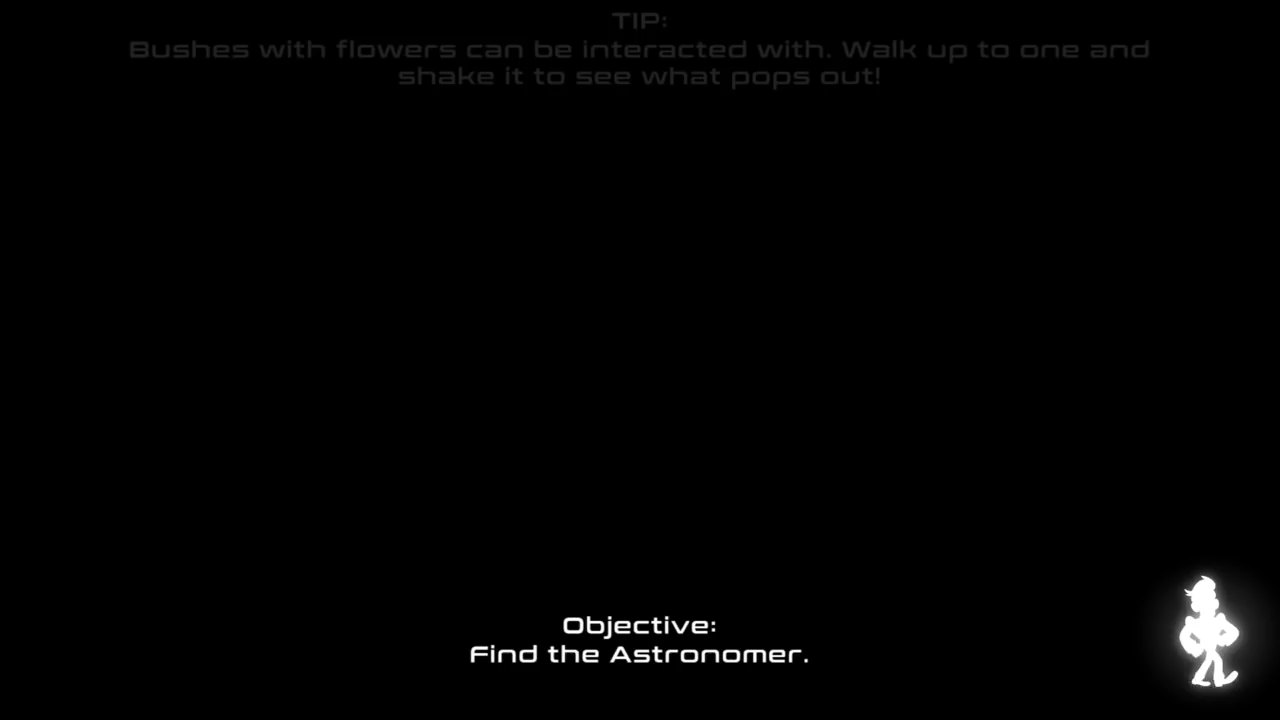 TIP:
Bushes with flowers can be interacted with. Walk up to one and
shake it to see what pops out!
Objective:
Find the Astronomer.